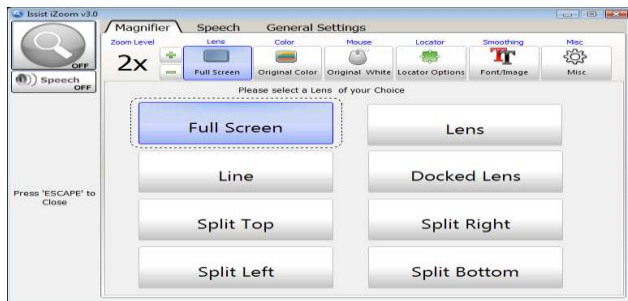 Issist iZoom v3.0
OFF
Speech
OFF
Press 'ESCAPE' to
Close
Magnifier Speech General Settings
Zoom Level Lens Color Mouse Locator Smoothing Misc
2x
Full Screen Original Color Original White Locator Options Font/Image Misc
Please select a Lens of your Choice
Full Screen Lens
Line Docked Lens
Split Top Split Right
Split Left Split Bottom